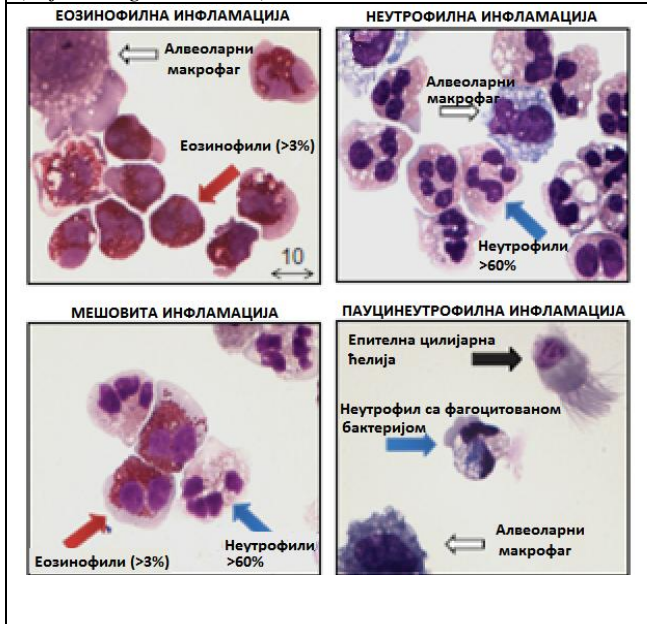 ЕОЗИНОФИЛНА ИНФЛАМАЦИЈА
Алвеоларни
макрофаг
Еозинофили (>3%)
10
НЕУТРОФИЛНА ИНФЛАМАЦИЈА
Алвеоларни
макрофаг
Неутрофили
>60%
МЕШОВИТА ИНФЛАМАЦИЈА
Еозинофили (>3%)
Неутрофили
>60%
ПАУЦИНЕУТРОФИЛНА ИНФЛАМАЦИЈА
Епителна цилијарна
ћелија
Неутрофил са фагоцитованом
бактеријом
Алвеоларни
макрофаг